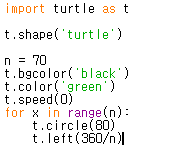 import turtle as t
t.shape('turtle')
n = 70
t.bgcolor('black')
t.color('green')
t.speed(0)
for x in range(n):
    t.circle(80)
    t.left(360/n)